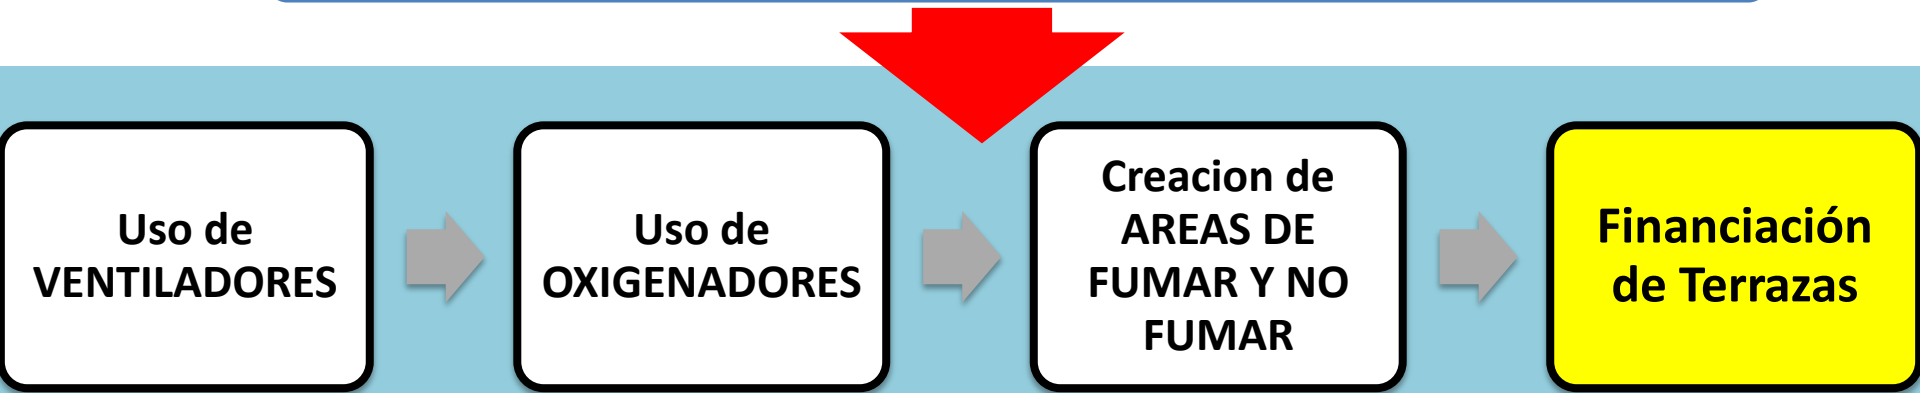 Uso de
VENTILADORES
Uso de
OXIGENADORES
Creacion de
AREAS DE
FUMAR Y NO
FUMAR
Financiación
de Terrazas